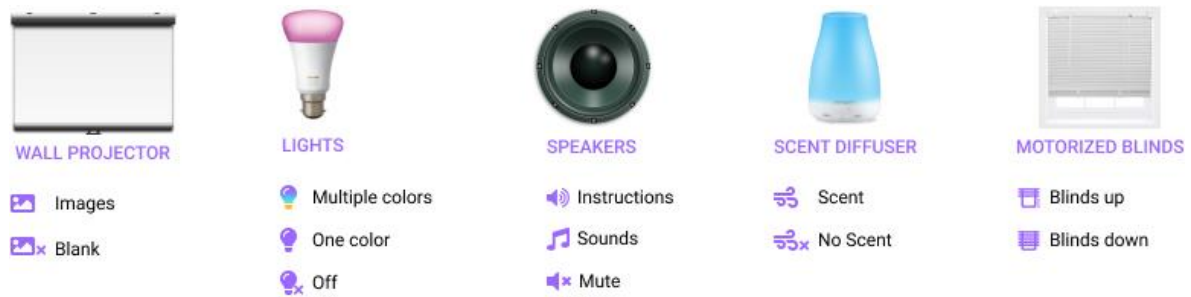 WALL PROJECTOR
Images
Blank
LIGHTS
Multiple colors
One color
Off
SPEAKERS
Instructions
Sounds
Mute
SCENT DIFFUSER
Scent
No Scent
MOTORIZED BLINDS
Blinds up
Blinds down